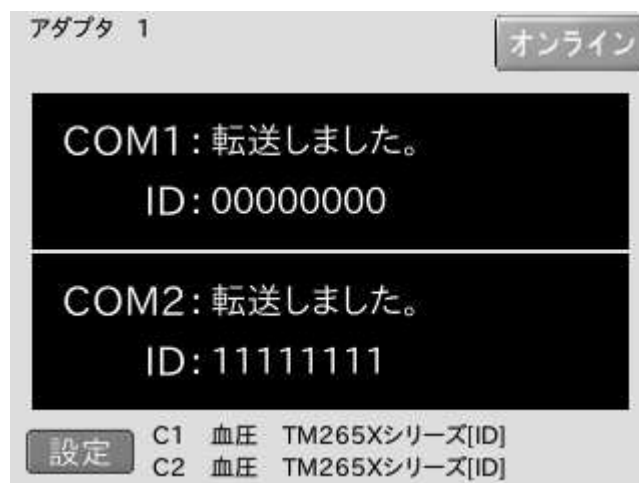 アダプタ 1
オンライン
COM1:転送しました。
ID:00000000
COM2:転送しました。
ID:11111111
設定
C1 血圧 TM265Xシリーズ[ID]
C2 血圧 TM265Xシリーズ[ID]